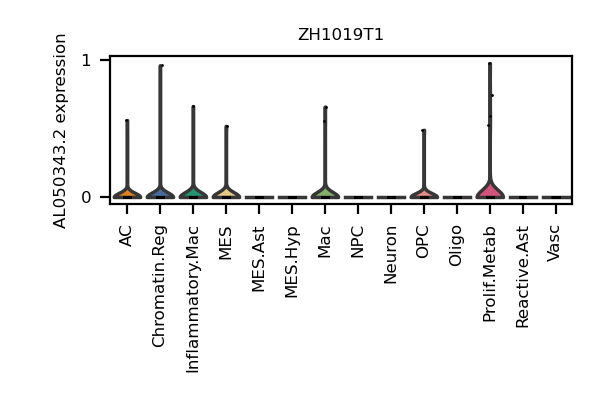 ZH1019T1
AL050343.2 expression
1
0
AC
Chromatin.Reg
Inflammatory.Mac
MES
MES.Ast
MES.Hyp
Mac
NPC
Neuron
OPC
Oligo
Prolif.Metab
Reactive.Ast
Vasc